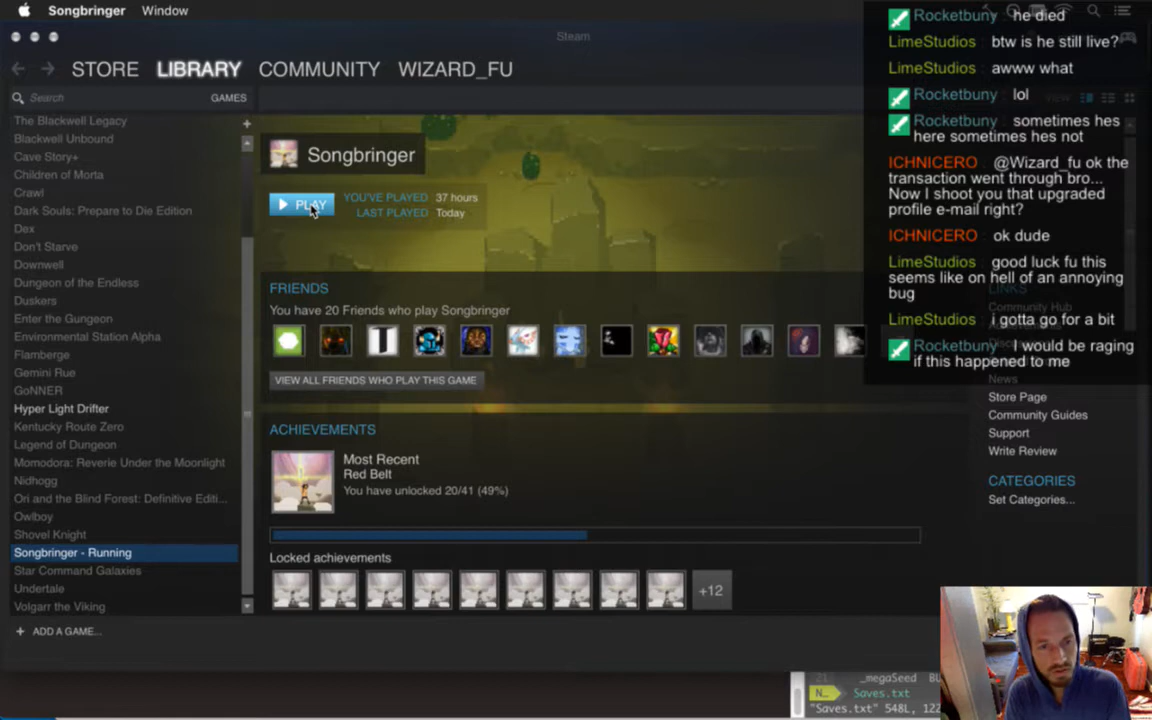 Songbringer Window
Steam
STORE LIBRARY COMMUNITY WIZARD_FU
Search GAMES
VIEW
The Blackwell Legacy
Blackwell Unbound
Cave Story+
Children of Morta
Crawl
Dark Souls: Prepare to Die Edition
Dex
Don't Starve
Downwell
Dungeon of the Endless
Duskers
Enter the Gungeon
Environmental Station Alpha
Flamberge
Gemini Rue
GoNNER
Hyper Light Drifter
Kentucky Route Zero
Legend of Dungeon
Momodora: Reverie Under the Moonlight
Nidhogg
Ori and the Blind Forest: Definitive Editi...
Owlboy
Shovel Knight
Songbringer - Running
Star Command Galaxies
Undertale
Volgarr the Viking
+ ADD A GAME...
Songbringer
PLAY
YOU'VE PLAYED 37 hours
LAST PLAYED Today
FRIENDS
You have 20 Friends who play Songbringer
VIEW ALL FRIENDS WHO PLAY THIS GAME
ACHIEVEMENTS
Most Recent
Red Belt
You have unlocked 20/41 (49%)
Locked achievements
+12
LINKS
Community Hub
News
Store Page
Community Guides
Support
Write Review
CATEGORIES
Set Categories...
Rocketbuny he died
LimeStudios btw is he still live?
LimeStudios awww what
Rocketbuny lol
Rocketbuny sometimes hes
here sometimes hes not
ICHNICERO @Wizard_fu ok the
transaction went through bro...
Now I shoot you that upgraded
profile e-mail right?
ICHNICERO ok dude
LimeStudios good luck fu this
seems like on hell of an annoying
bug
LimeStudios i gotta go for a bit
Rocketbuny I would be raging
if this happened to me
21 _megaSeed BU
N... Saves.txt
"Saves.txt" 548L, 122